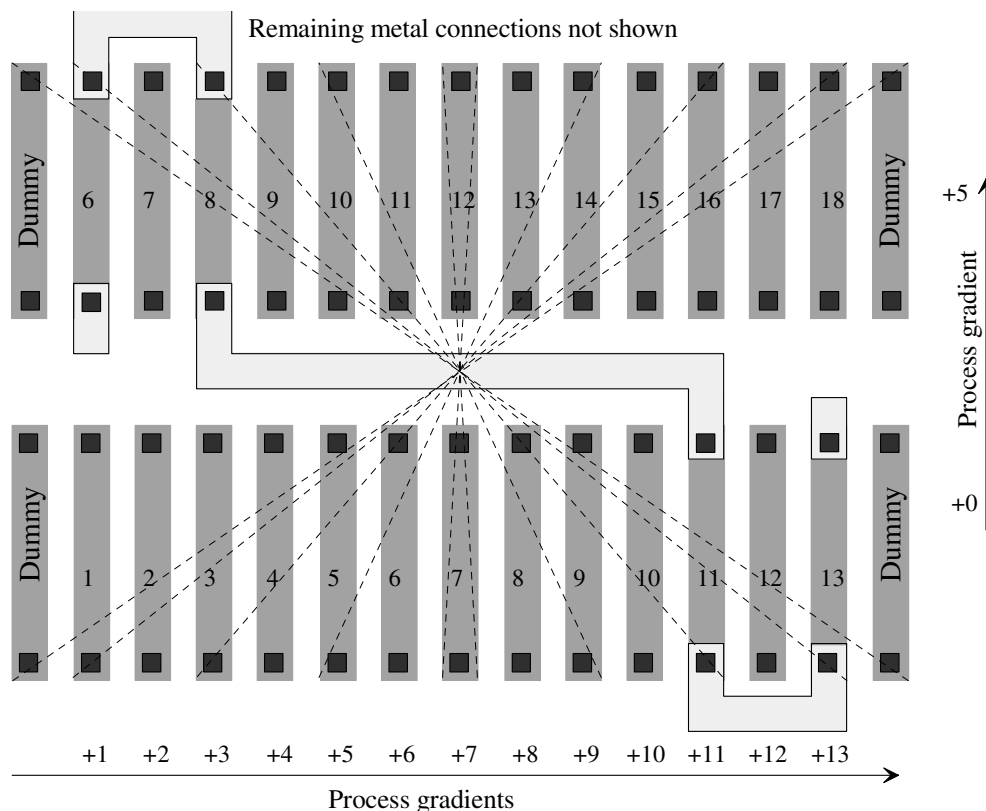 Remaining metal connections not shown
Dummy 6 7 8 9 10 11 12 13 14 15 16 17 18 Dummy
+5
Process gradient
+0
Dummy 1 2 3 4 5 6 7 8 9 10 11 12 13 Dummy
+1 +2 +3 +4 +5 +6 +7 +8 +9 +10 +11 +12 +13
Process gradients